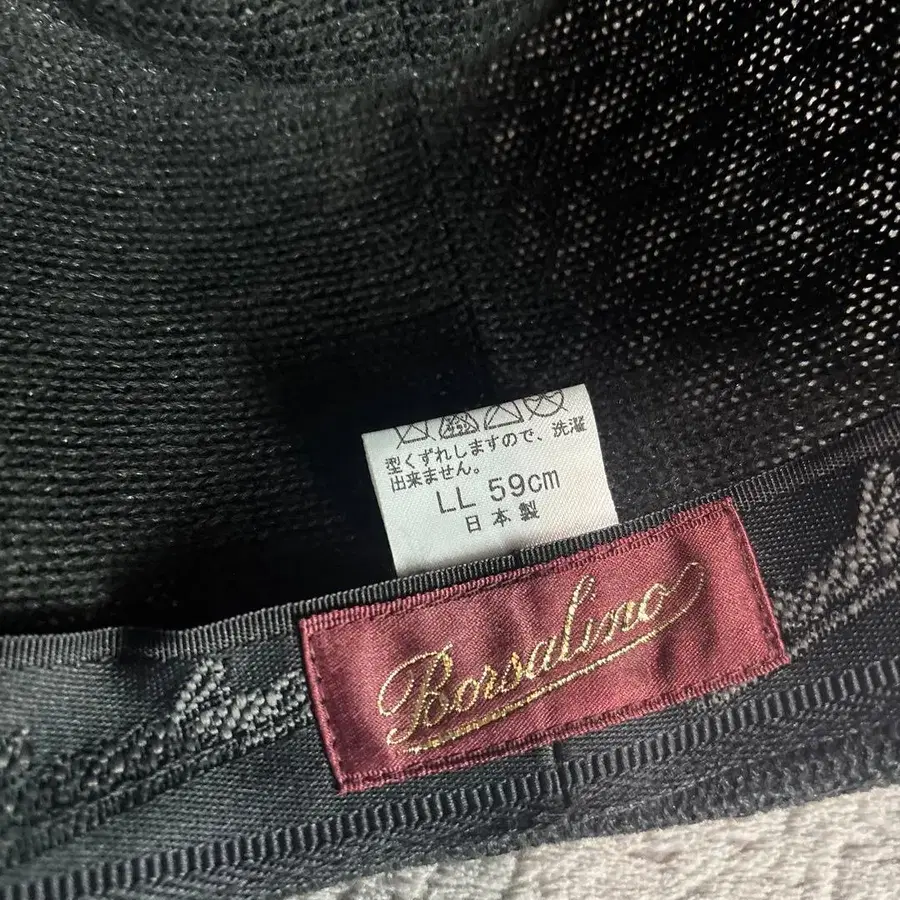 型くずれしますので、洗濯
出来ません。
LL 59cm
日本製
Borsalino